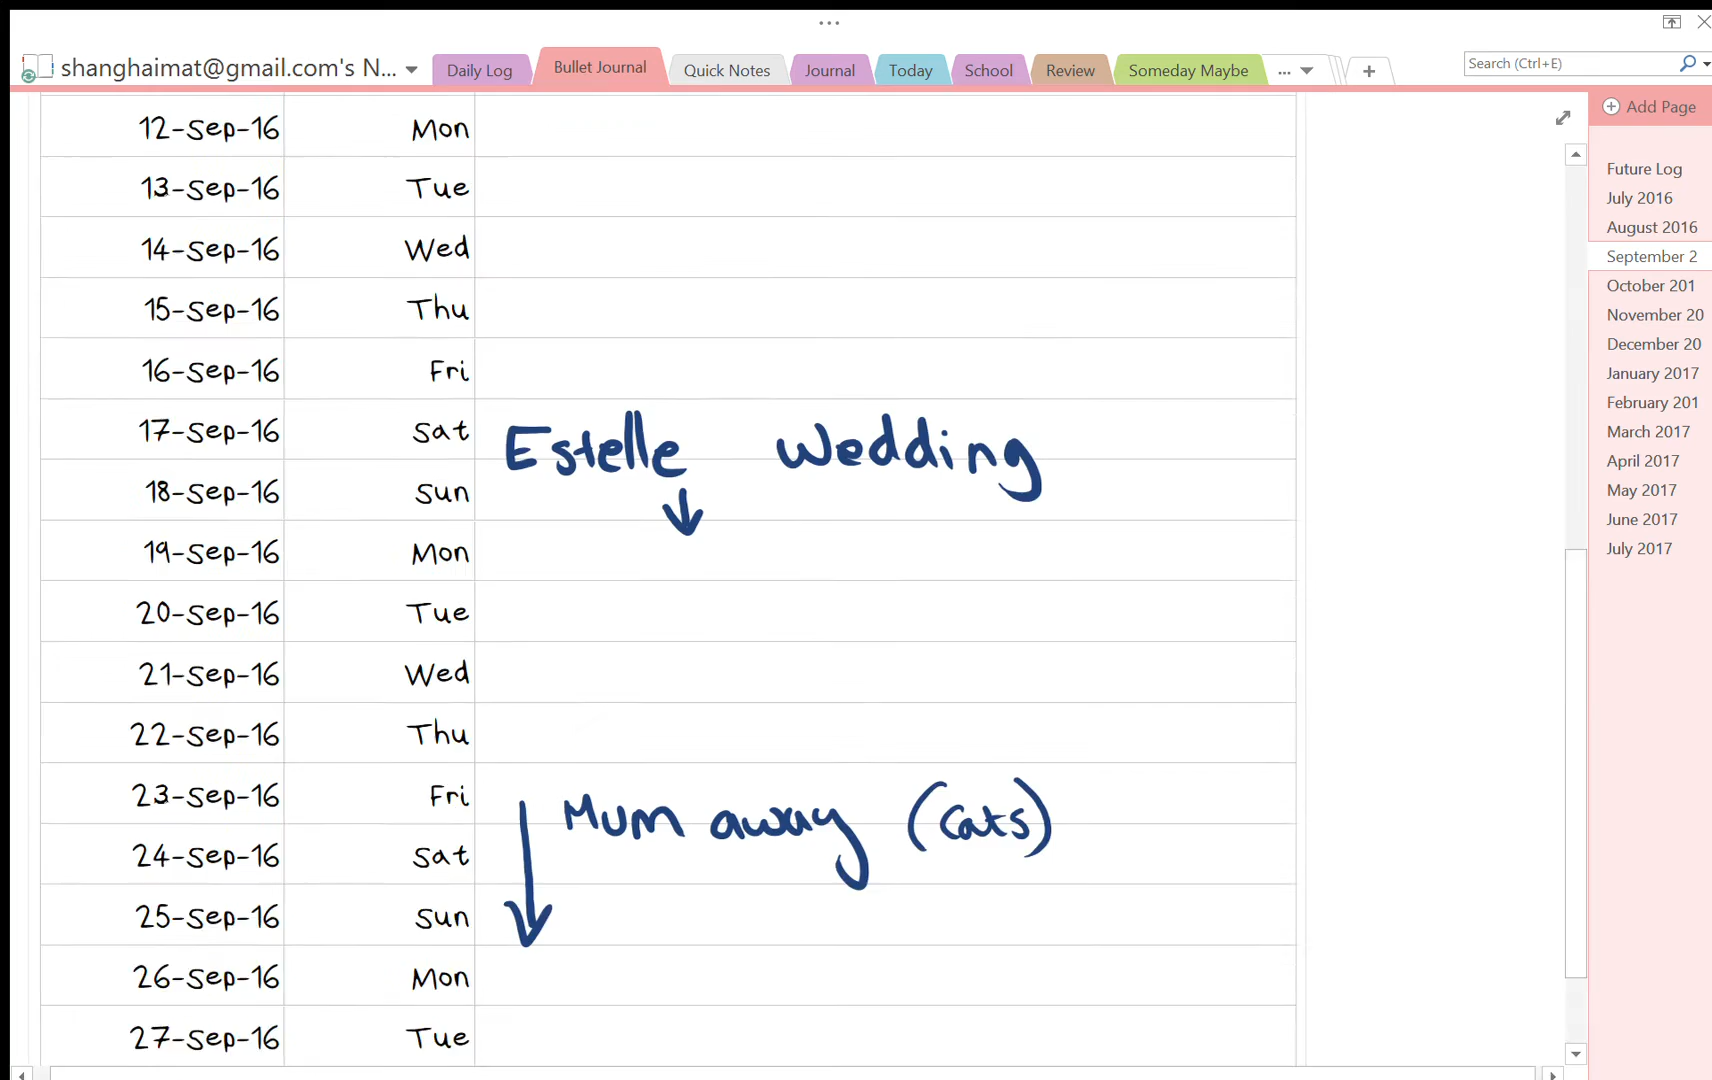 ...
shanghaimat@gmail.com's N... Daily Log Bullet Journal Quick Notes Journal Today School Review Someday Maybe ... + Search (Ctrl+E)
Add Page
12-Sep-16 Mon
13-Sep-16 Tue
14-Sep-16 Wed
15-Sep-16 Thu
16-Sep-16 Fri
17-Sep-16 Sat Estelle Wedding
18-Sep-16 Sun
19-Sep-16 Mon
20-Sep-16 Tue
21-Sep-16 Wed
22-Sep-16 Thu
23-Sep-16 Fri Mum away (cats)
24-Sep-16 Sat
25-Sep-16 Sun
26-Sep-16 Mon
27-Sep-16 Tue
Future Log
July 2016
August 2016
September 2
October 201
November 20
December 20
January 2017
February 201
March 2017
April 2017
May 2017
June 2017
July 2017